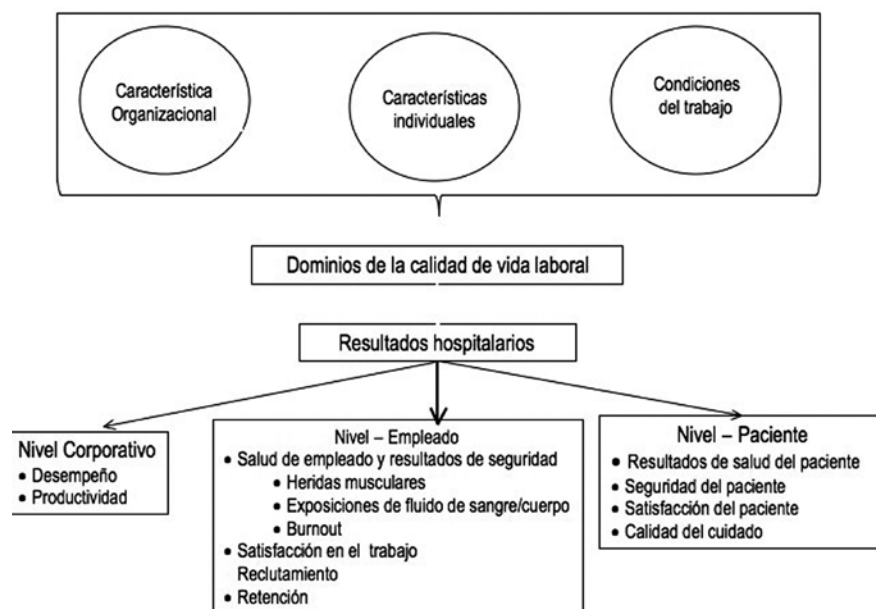 Característica
Organizacional
Características
individuales
Condiciones
del trabajo
Dominios de la calidad de vida laboral
Resultados hospitalarios
Nivel Corporativo
• Desempeño
• Productividad
Nivel – Empleado
• Salud de empleado y resultados de seguridad
• Heridas musculares
• Exposiciones de fluido de sangre/cuerpo
• Burnout
• Satisfacción en el trabajo
Reclutamiento
• Retención
Nivel – Paciente
• Resultados de salud del paciente
• Seguridad del paciente
• Satisfacción del paciente
• Calidad del cuidado